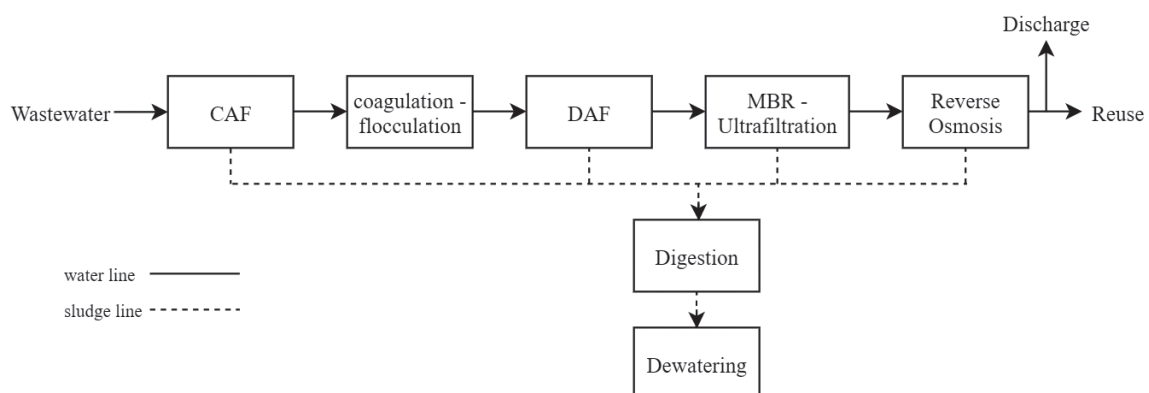 Discharge
Wastewater
CAF
coagulation -
flocculation
DAF
MBR -
Ultrafiltration
Reverse
Osmosis
Reuse
Digestion
water line
sludge line
Dewatering